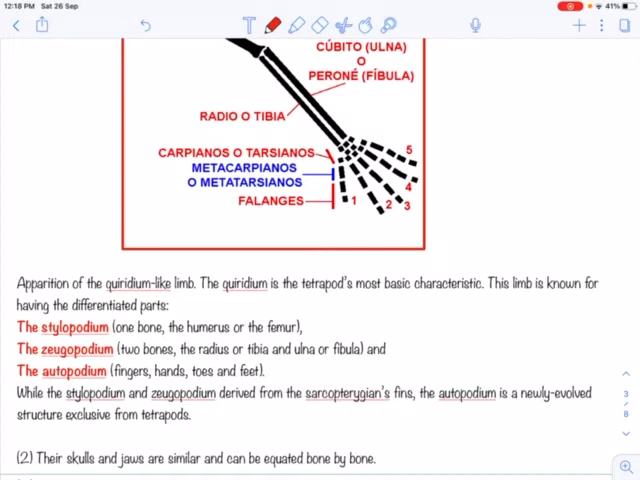 12:18 PM Sat 26 Sep
41%
CÚBITO (ULNA)
O
PERONÉ (FÍBULA)
RADIO O TIBIA
CARPIANOS O TARSIANOS
METACARPIANOS
O METATARSIANOS
FALANGES
1 2 3 4 5
Apparition of the quiridium-like limb. The quiridium is the tetrapod's most basic characteristic. This limb is known for
having the differentiated parts:
The stylopodium (one bone, the humerus or the femur),
The zeugopodium (two bones, the radius or tibia and ulna or fibula) and
The autopodium (fingers, hands, toes and feet).
While the stylopodium and zeugopodium derived from the sarcopterygian's fins, the autopodium is a newly-evolved
structure exclusive from tetrapods.
(2) Their skulls and jaws are similar and can be equated bone by bone.
3
/
8